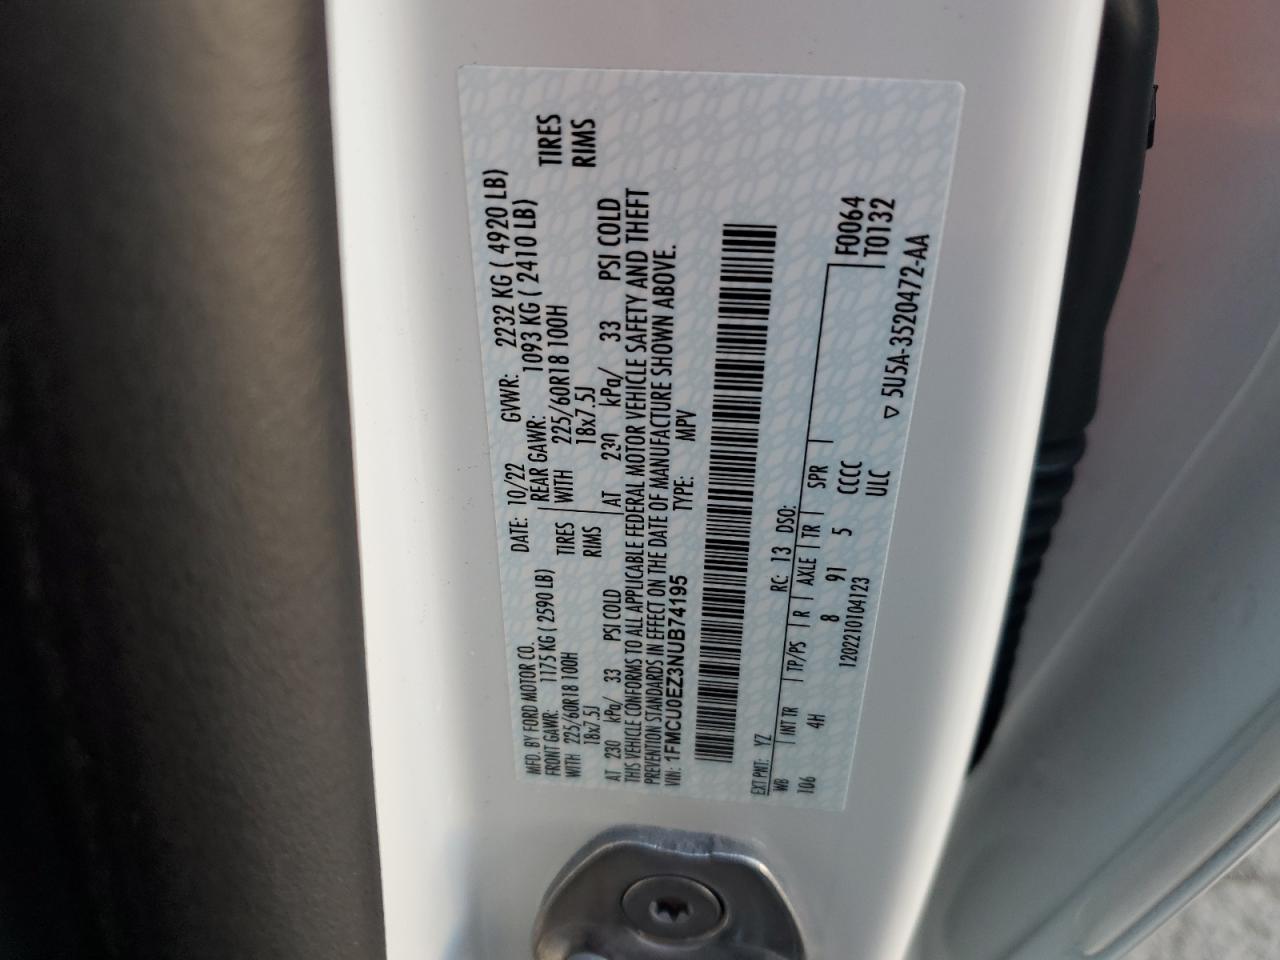 MFD. BY FORD MOTOR CO.
DATE: 10/22 GVWR: 2232 KG ( 4920 LB)
FRONT GAWR: 1175 KG ( 2590 LB) REAR GAWR: 1093 KG ( 2410 LB)
WITH 225/60R18 100H TIRES WITH 225/60R18 100H TIRES
18x7.5J RIMS 18x7.5J RIMS
AT 230 kPa/ 33 PSI COLD AT 230 kPa/ 33 PSI COLD
THIS VEHICLE CONFORMS TO ALL APPLICABLE FEDERAL MOTOR VEHICLE SAFETY AND THEFT
PREVENTION STANDARDS IN EFFECT ON THE DATE OF MANUFACTURE SHOWN ABOVE.
VIN: 1FMCU0EZ3NUB74195 TYPE: MPV
EXT PNT: YZ RC: 13 DSO:
WB INT TR TP/PS R AXLE TR SPR F0064
106 4H 8 91 5 CCCC T0132
1202210104123 ULC
▽ 5U5A-3520472-AA